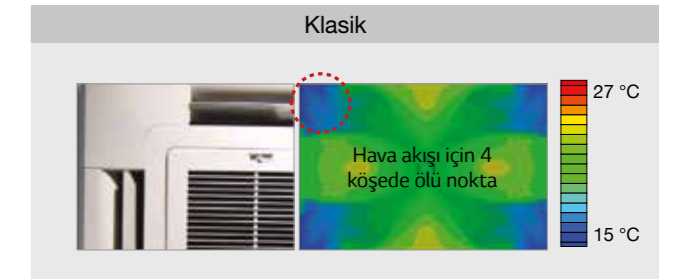 Klasik
27 °C
Hava akışı için 4
köşede ölü nokta
15 °C